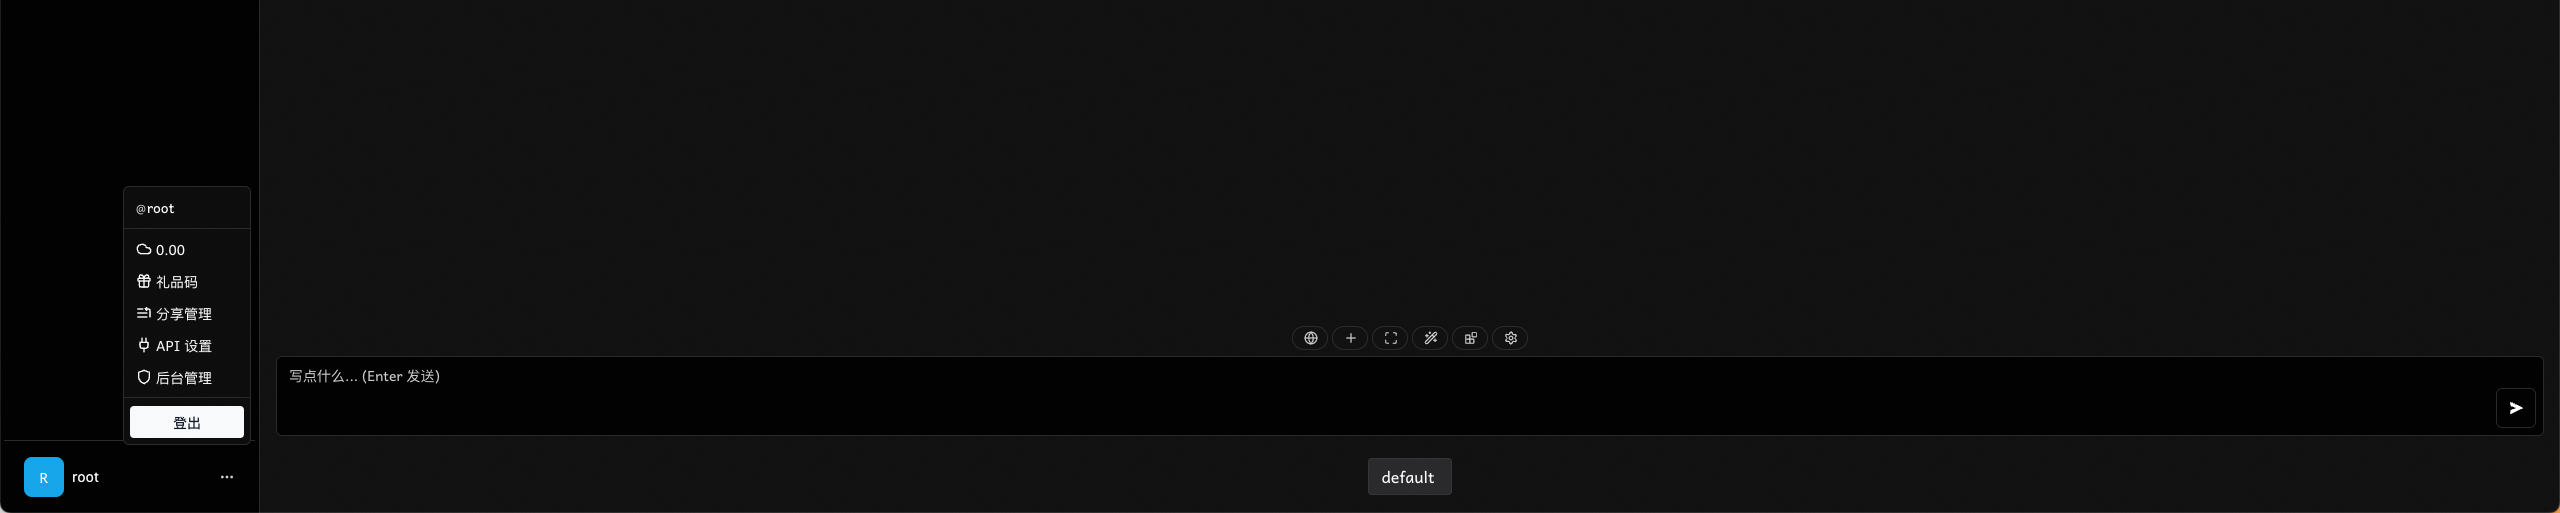 @root
0.00
礼品码
分享管理
API 设置
后台管理
登出
R
root
写点什么... (Enter 发送)
default